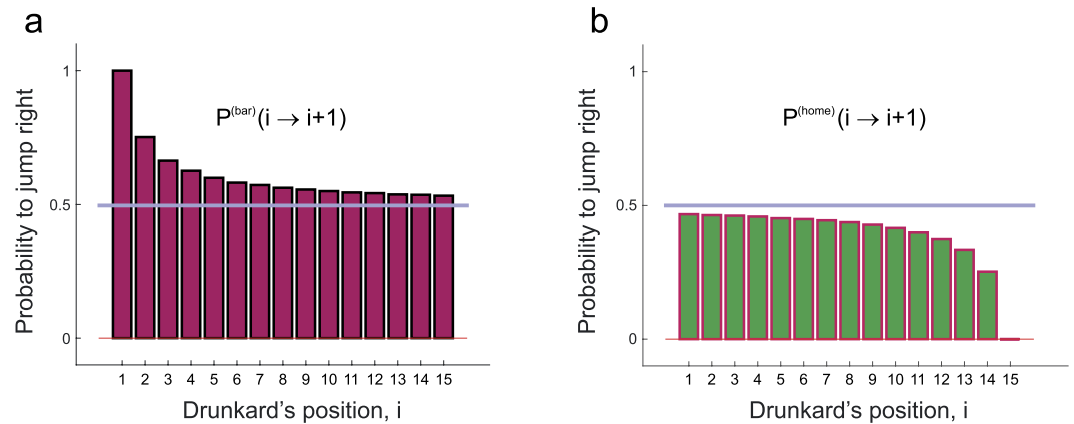 a
Probability to jump right
1
0.5
0
P(bar)(i → i+1)
1 2 3 4 5 6 7 8 9 10 11 12 13 14 15
Drunkard's position, i
b
Probability to jump right
1
0.5
0
P(home)(i → i+1)
1 2 3 4 5 6 7 8 9 10 11 12 13 14 15
Drunkard's position, i